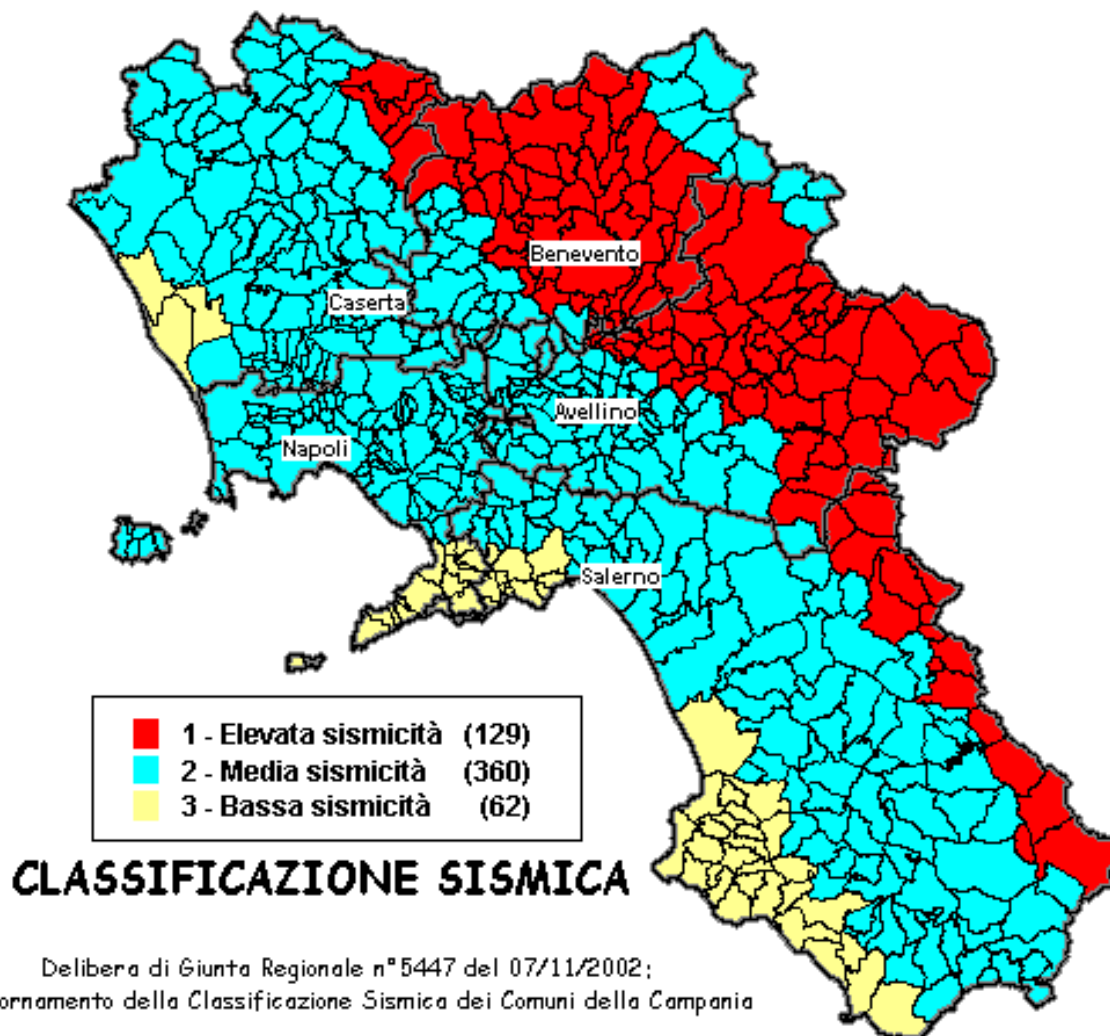 Benevento
Caserta
Avellino
Napoli
Salerno
1 - Elevata sismicità (129)
2 - Media sismicità (360)
3 - Bassa sismicità (62)
CLASSIFICAZIONE SISMICA
Delibera di Giunta Regionale n°5447 del 07/11/2002;
ornamento della Classificazione Sismica dei Comuni della Campania